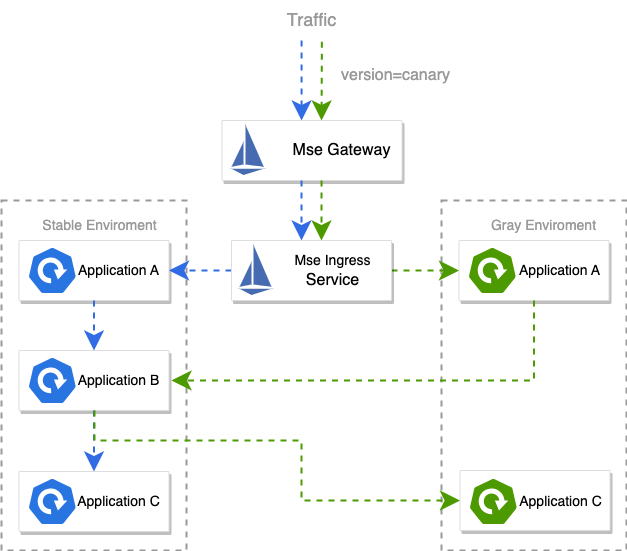 Traffic
version=canary
Mse Gateway
Stable Enviroment
Gray Enviroment
Application A
Mse Ingress
Service
Application A
Application B
Application C
Application C